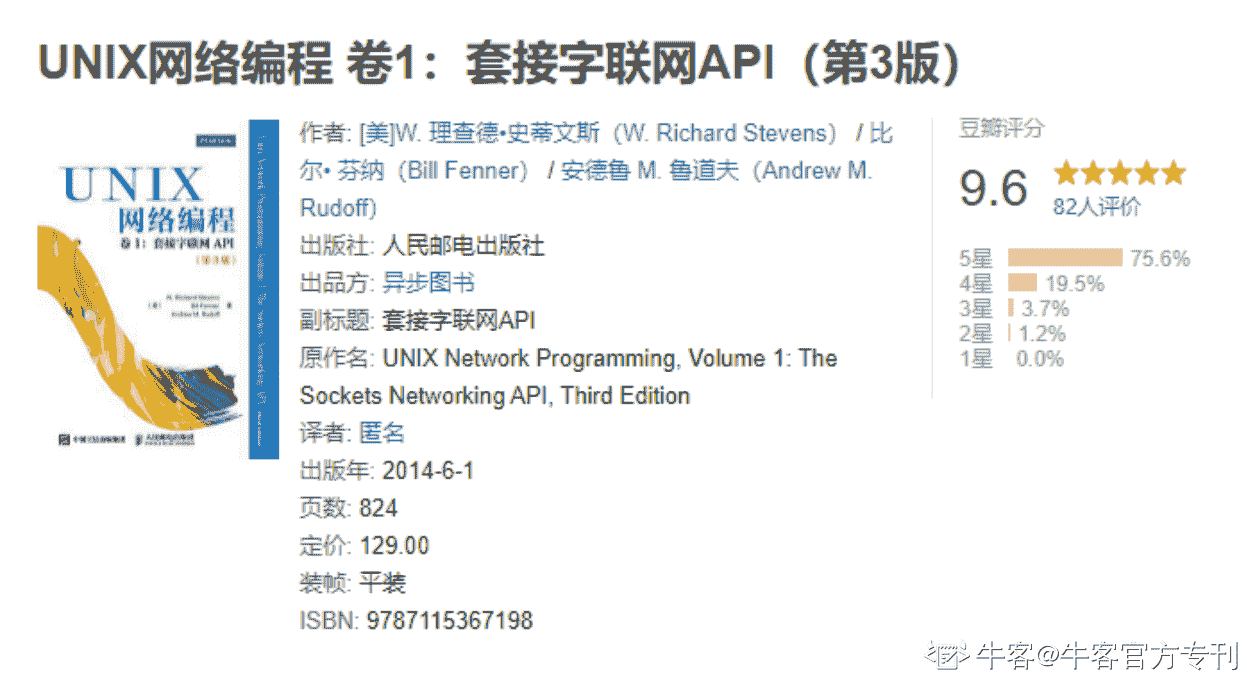 UNIX网络编程 卷1：套接字联网API（第3版）
UNIX
网络编程
卷1：套接字联网 API
（第3版）
作者: [美]W. 理查德•史蒂文斯（W. Richard Stevens） / 比
尔• 芬纳（Bill Fenner） / 安德鲁 M. 鲁道夫（Andrew M.
Rudoff）
出版社: 人民邮电出版社
出品方: 异步图书
副标题: 套接字联网API
原作名: UNIX Network Programming, Volume 1: The
Sockets Networking API, Third Edition
译者: 匿名
出版年: 2014-6-1
页数: 824
定价: 129.00
装帧: 平装
ISBN: 9787115367198
豆瓣评分
9.6
82人评价
5星 75.6%
4星 19.5%
3星 3.7%
2星 1.2%
1星 0.0%
牛客@牛客官方专刊